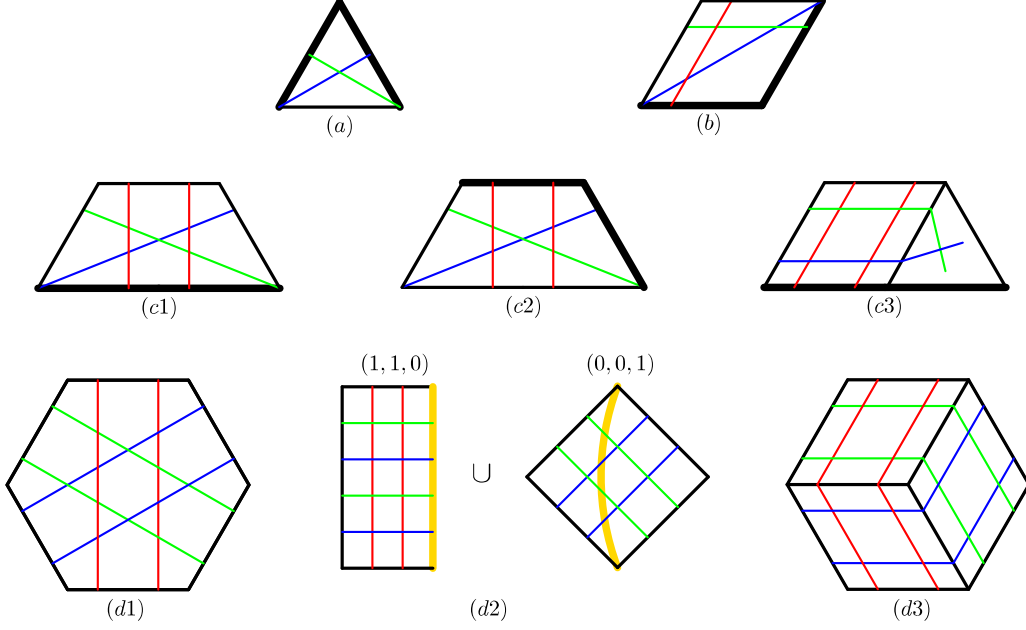 (a)
(b)
(c1)
(c2)
(c3)
(1, 1, 0)
(0, 0, 1)
∪
(d1)
(d2)
(d3)